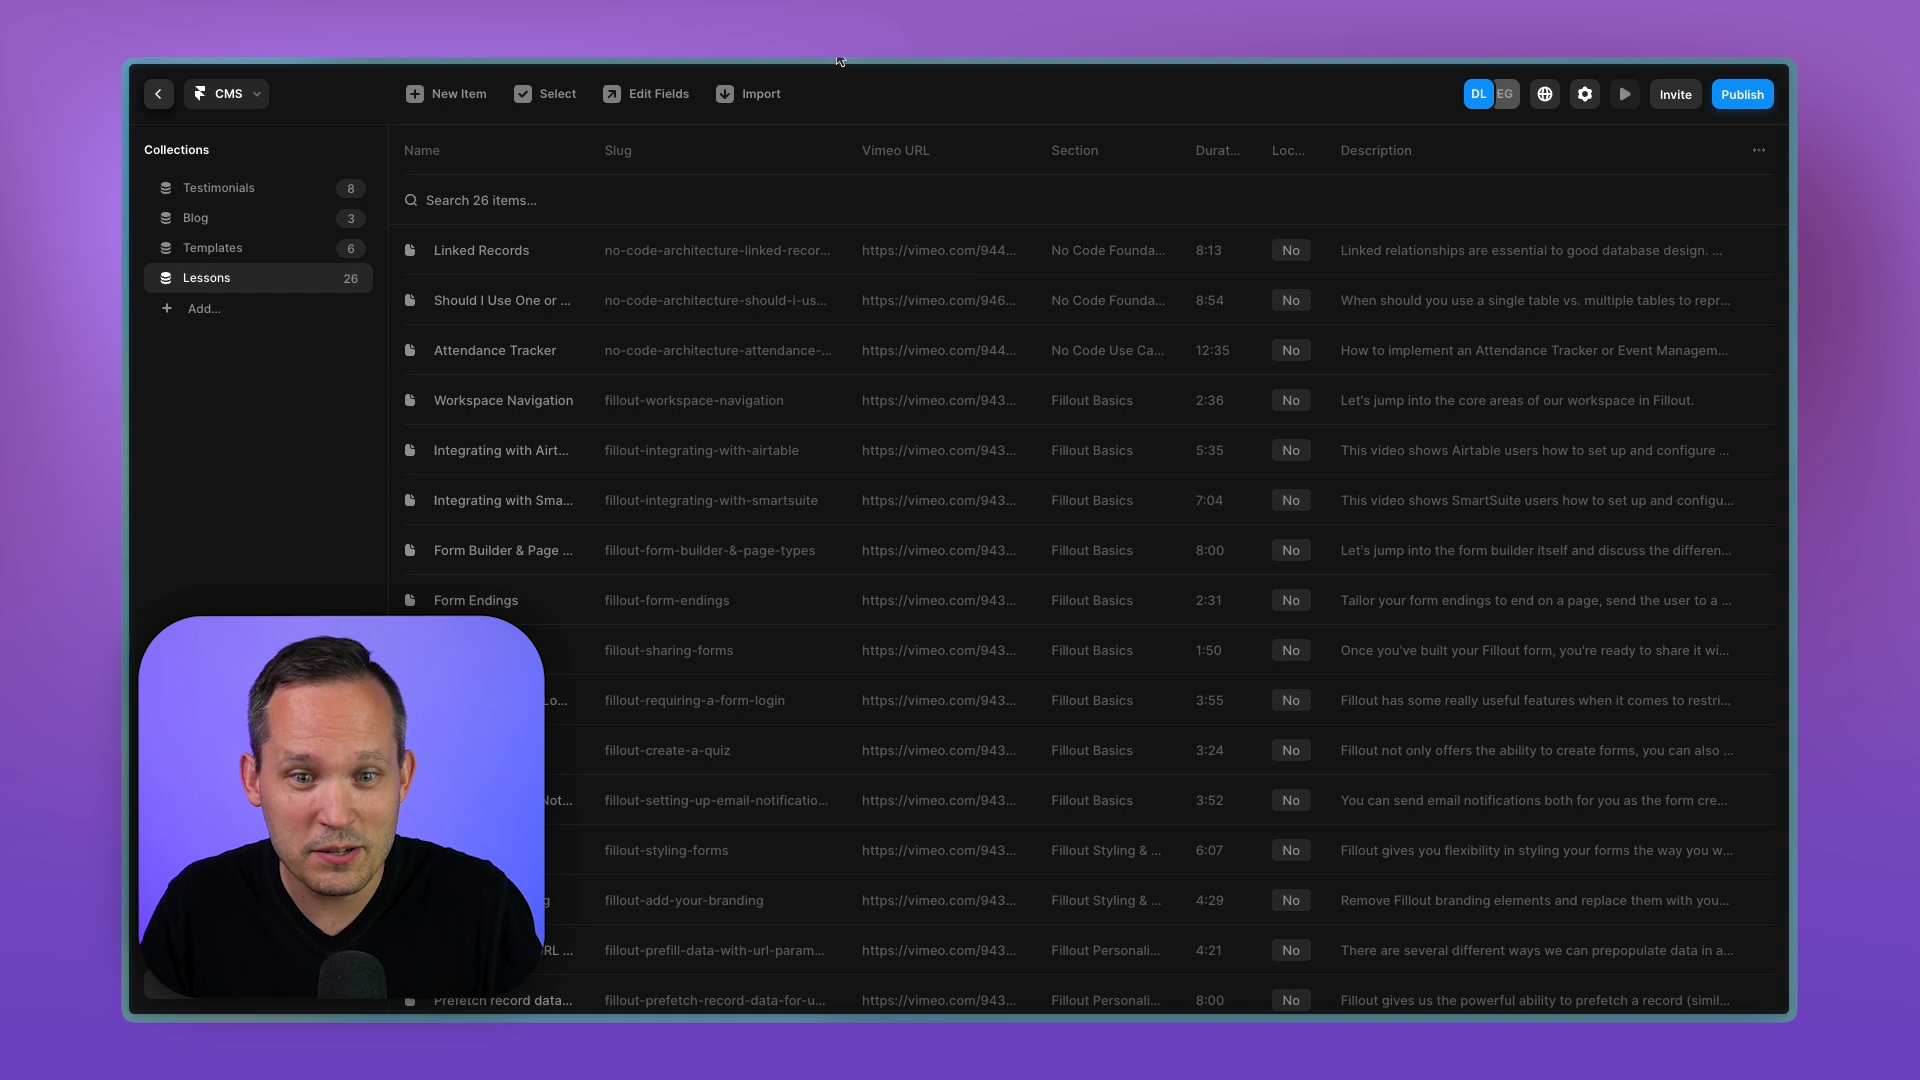 CMS
New Item
Select
Edit Fields
Import
DL
EG
Invite
Publish
Collections
Testimonials 8
Blog 3
Templates 6
Lessons 26
Add...
Name Slug Vimeo URL Section Durat... Loc... Description
Search 26 items...
Linked Records no-code-architecture-linked-recor... https://vimeo.com/944... No Code Founda... 8:13 No Linked relationships are essential to good database design. ...
Should I Use One or ... no-code-architecture-should-i-us... https://vimeo.com/946... No Code Founda... 8:54 No When should you use a single table vs. multiple tables to repr...
Attendance Tracker no-code-architecture-attendance-... https://vimeo.com/944... No Code Use Ca... 12:35 No How to implement an Attendance Tracker or Event Managem...
Workspace Navigation fillout-workspace-navigation https://vimeo.com/943... Fillout Basics 2:36 No Let's jump into the core areas of our workspace in Fillout.
Integrating with Airt... fillout-integrating-with-airtable https://vimeo.com/943... Fillout Basics 5:35 No This video shows Airtable users how to set up and configure ...
Integrating with Sma... fillout-integrating-with-smartsuite https://vimeo.com/943... Fillout Basics 7:04 No This video shows SmartSuite users how to set up and configu...
Form Builder & Page ... fillout-form-builder-&-page-types https://vimeo.com/943... Fillout Basics 8:00 No Let's jump into the form builder itself and discuss the differen...
Form Endings fillout-form-endings https://vimeo.com/943... Fillout Basics 2:31 No Tailor your form endings to end on a page, send the user to a ...
fillout-sharing-forms https://vimeo.com/943... Fillout Basics 1:50 No Once you've built your Fillout form, you're ready to share it wi...
Lo... fillout-requiring-a-form-login https://vimeo.com/943... Fillout Basics 3:55 No Fillout has some really useful features when it comes to restri...
fillout-create-a-quiz https://vimeo.com/943... Fillout Basics 3:24 No Fillout not only offers the ability to create forms, you can also ...
Not... fillout-setting-up-email-notificatio... https://vimeo.com/943... Fillout Basics 3:52 No You can send email notifications both for you as the form cre...
fillout-styling-forms https://vimeo.com/943... Fillout Styling & ... 6:07 No Fillout gives you flexibility in styling your forms the way you w...
g fillout-add-your-branding https://vimeo.com/943... Fillout Styling & ... 4:29 No Remove Fillout branding elements and replace them with you...
RL ... fillout-prefill-data-with-url-param... https://vimeo.com/943... Fillout Personali... 4:21 No There are several different ways we can prepopulate data in a...
Prefetch record data... fillout-prefetch-record-data-for-u... https://vimeo.com/943... Fillout Personali... 8:00 No Fillout gives us the powerful ability to prefetch a record (simil...